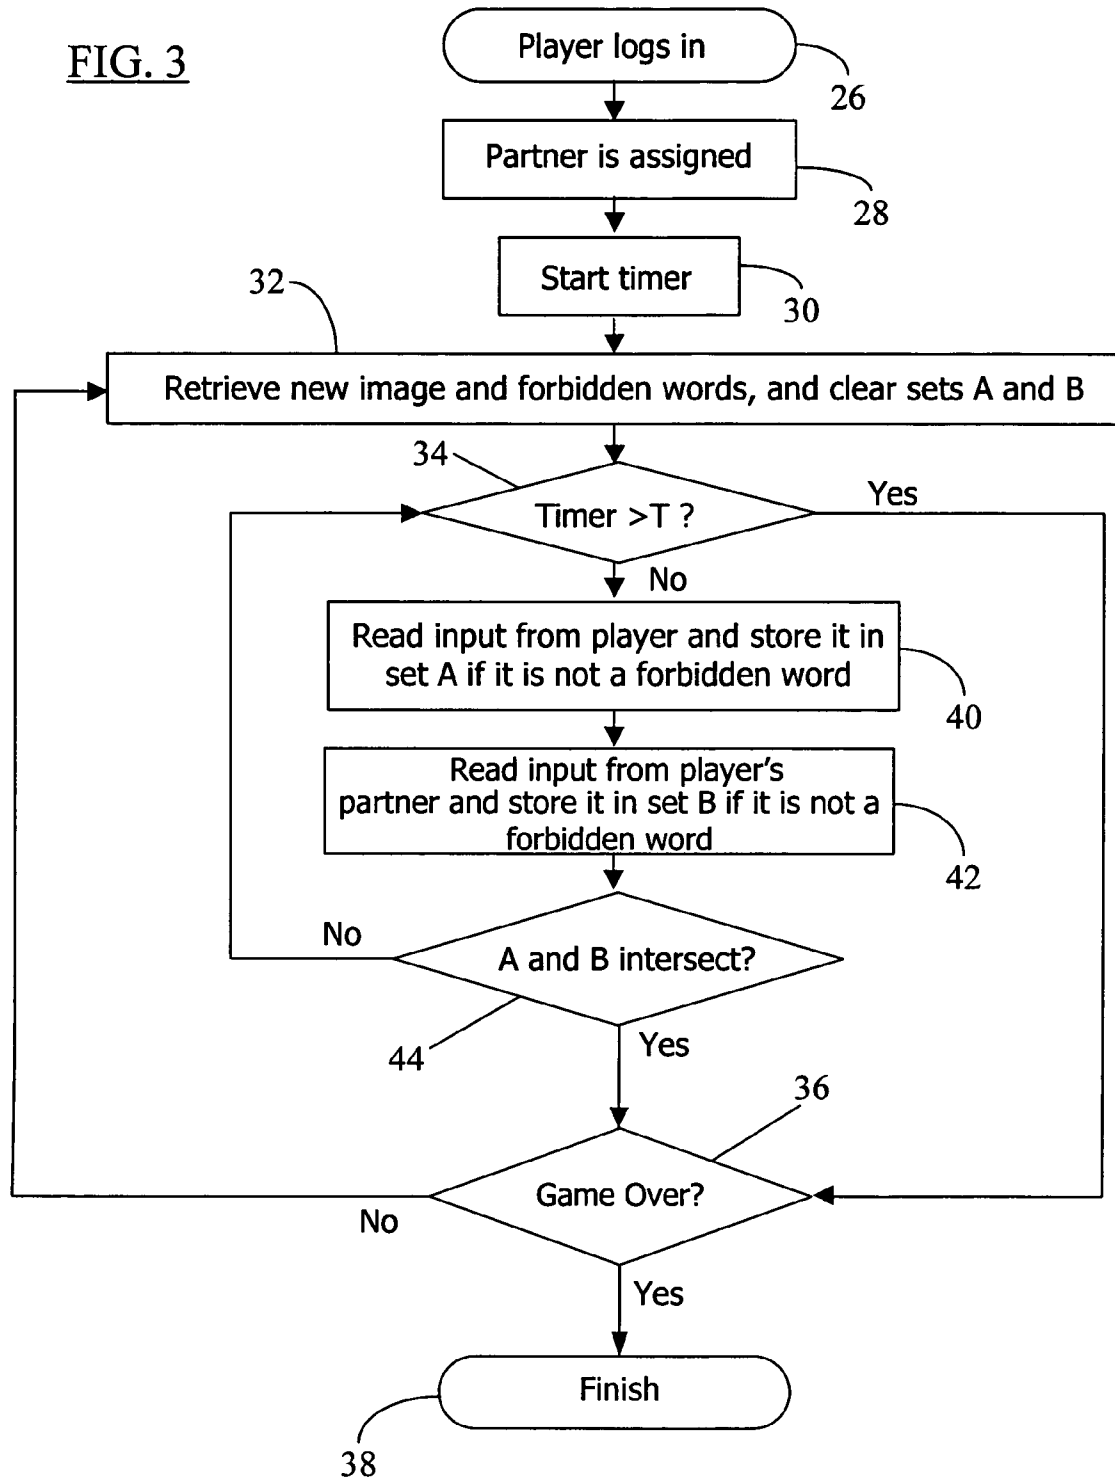 FIG. 3
Player logs in
26
Partner is assigned
28
Start timer
30
32
Retrieve new image and forbidden words, and clear sets A and B
34
Timer >T ?
Yes
No
Read input from player and store it in
set A if it is not a forbidden word
40
Read input from player's
partner and store it in set B if it is not a
forbidden word
42
No
A and B intersect?
44
Yes
36
Game Over?
No
Yes
Finish
38